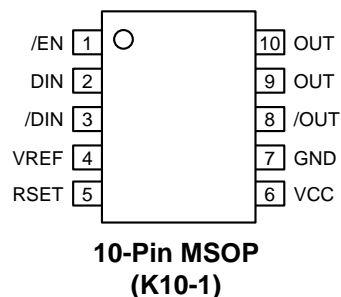 /EN 1 10 OUT
DIN 2 9 OUT
/DIN 3 8 /OUT
VREF 4 7 GND
RSET 5 6 VCC
10-Pin MSOP
(K10-1)